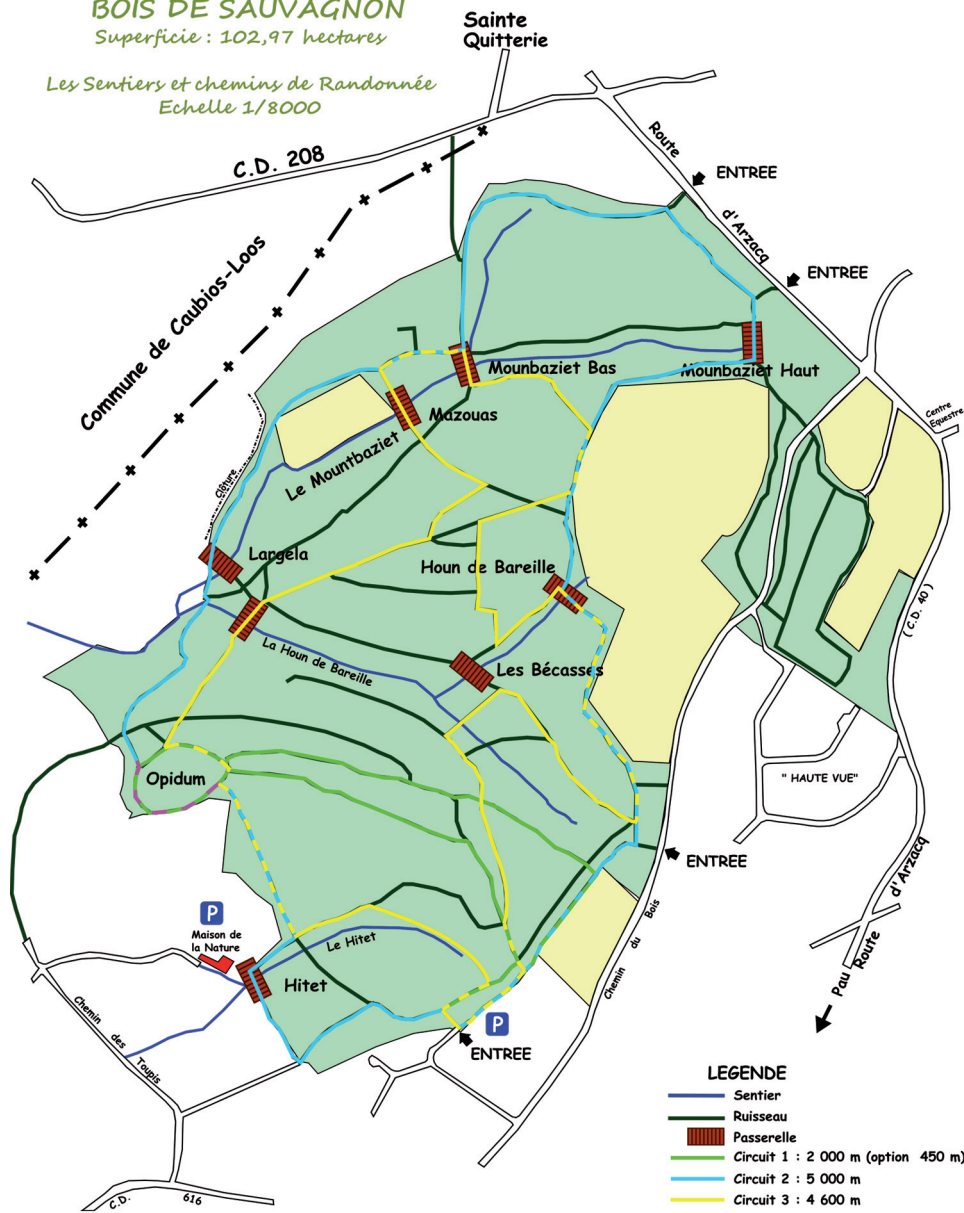 BOIS DE SAUVAGNON
Superficie : 102,97 hectares
Les Sentiers et chemins de Randonnée
Echelle 1/8000
Sainte
Quitterie
C.D. 208
Route
d'Arzacq
ENTREE
ENTREE
Commune de Caubios-Loos
Mounbaziet Bas
Mounbaziet Haut
Mazouas
Le Mountbaziet
Centre
Equestre
Clôture
Largela
Houn de Bareille
( C.D. 40 )
La Houn de Bareille
Les Bécasses
Opidum
" HAUTE VUE"
ENTREE
d'Arzacq
Route
Pau
Chemin du Bois
P
Maison de
la Nature
Le Hitet
Hitet
P
ENTREE
Chemin des Toupis
C.D. 616
LEGENDE
Sentier
Ruisseau
Passerelle
Circuit 1 : 2 000 m (option 450 m)
Circuit 2 : 5 000 m
Circuit 3 : 4 600 m